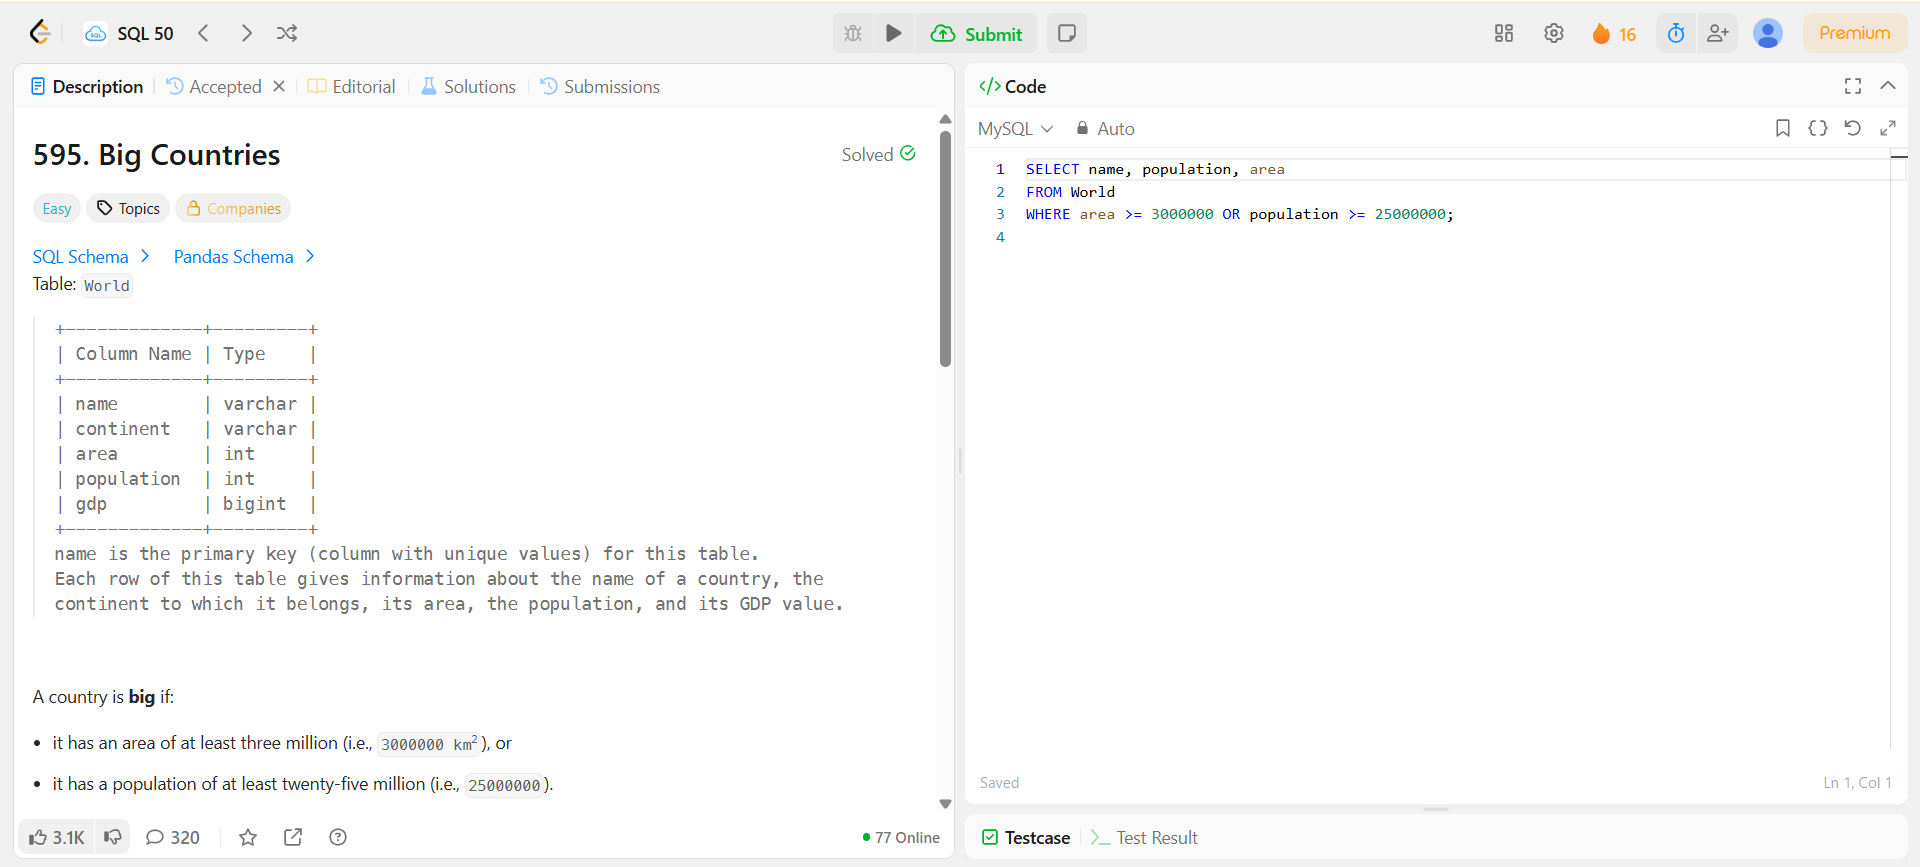 SQL 50
Submit
16
Premium
Description
Accepted
Editorial
Solutions
Submissions
595. Big Countries
Solved
Easy
Topics
Companies
SQL Schema
Pandas Schema
Table: World
+-------------+---------+
| Column Name | Type    |
+-------------+---------+
| name        | varchar |
| continent   | varchar |
| area        | int     |
| population  | int     |
| gdp         | bigint  |
+-------------+---------+
name is the primary key (column with unique values) for this table.
Each row of this table gives information about the name of a country, the
continent to which it belongs, its area, the population, and its GDP value.
A country is big if:
• it has an area of at least three million (i.e., 3000000 km²), or
• it has a population of at least twenty-five million (i.e., 25000000).
3.1K
320
77 Online
</> Code
MySQL
Auto
1 SELECT name, population, area
2 FROM World
3 WHERE area >= 3000000 OR population >= 25000000;
4
Saved
Ln 1, Col 1
Testcase
>_ Test Result